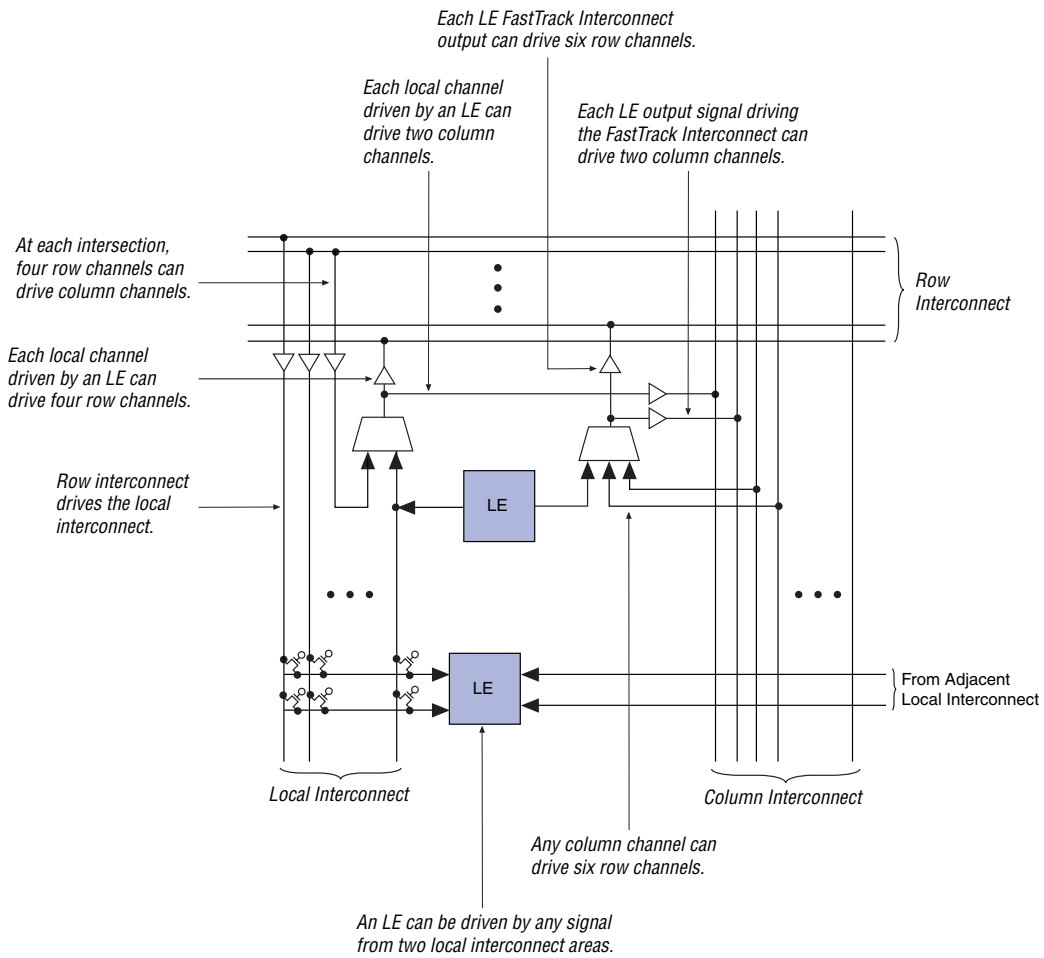 Each LE FastTrack Interconnect
output can drive six row channels.
Each local channel
driven by an LE can
drive two column
channels.
Each LE output signal driving
the FastTrack Interconnect can
drive two column channels.
At each intersection,
four row channels can
drive column channels.
Row
Interconnect
Each local channel
driven by an LE can
drive four row channels.
Row interconnect
drives the local
interconnect.
LE
LE
From Adjacent
Local Interconnect
Local Interconnect
Column Interconnect
Any column channel can
drive six row channels.
An LE can be driven by any signal
from two local interconnect areas.